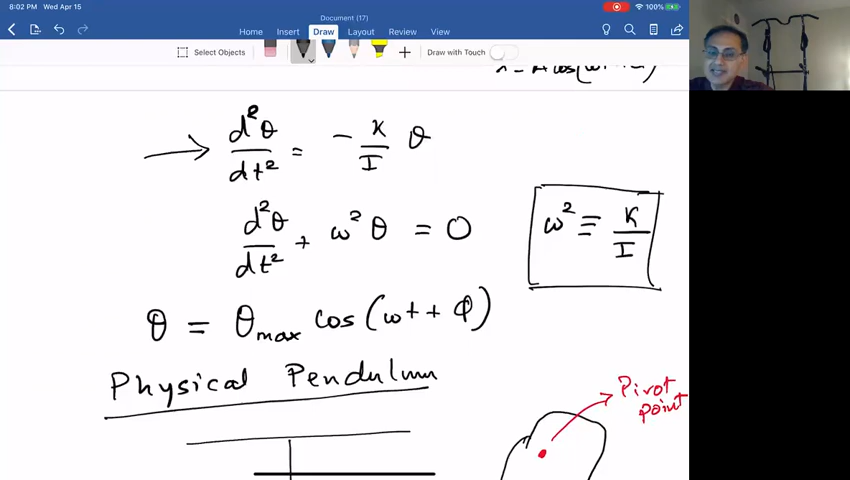 8:02 PM Wed Apr 15
100%
Document (17)
Home Insert Draw Layout Review View
Select Objects
Draw with Touch
→ d²θ/dt² = - κ/I θ
d²θ/dt² + ω² θ = 0
ω² ≡ κ/I
θ = θmax cos(ωt + Φ)
Physical Pendulum
Pivot
point